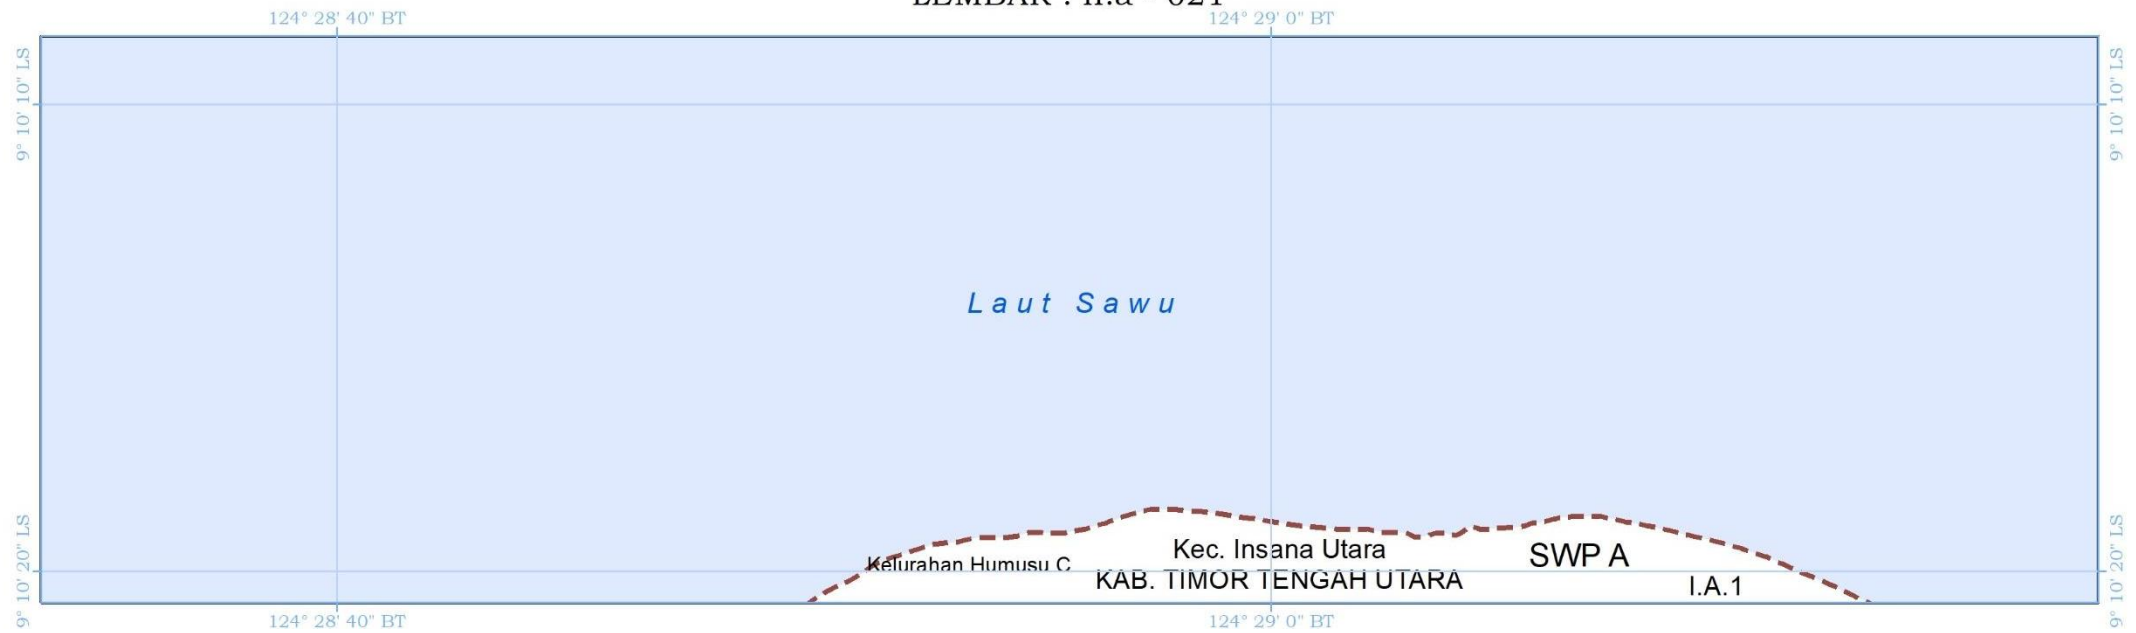 124° 28' 40" BT
124° 29' 0" BT
9° 10' 10" LS
9° 10' 10" LS
Laut Sawu
Kec. Insana Utara
SWP A
Kelurahan Humusu C
KAB. TIMOR TENGAH UTARA
I.A.1
9° 10' 20" LS
9° 10' 20" LS
124° 28' 40" BT
124° 29' 0" BT